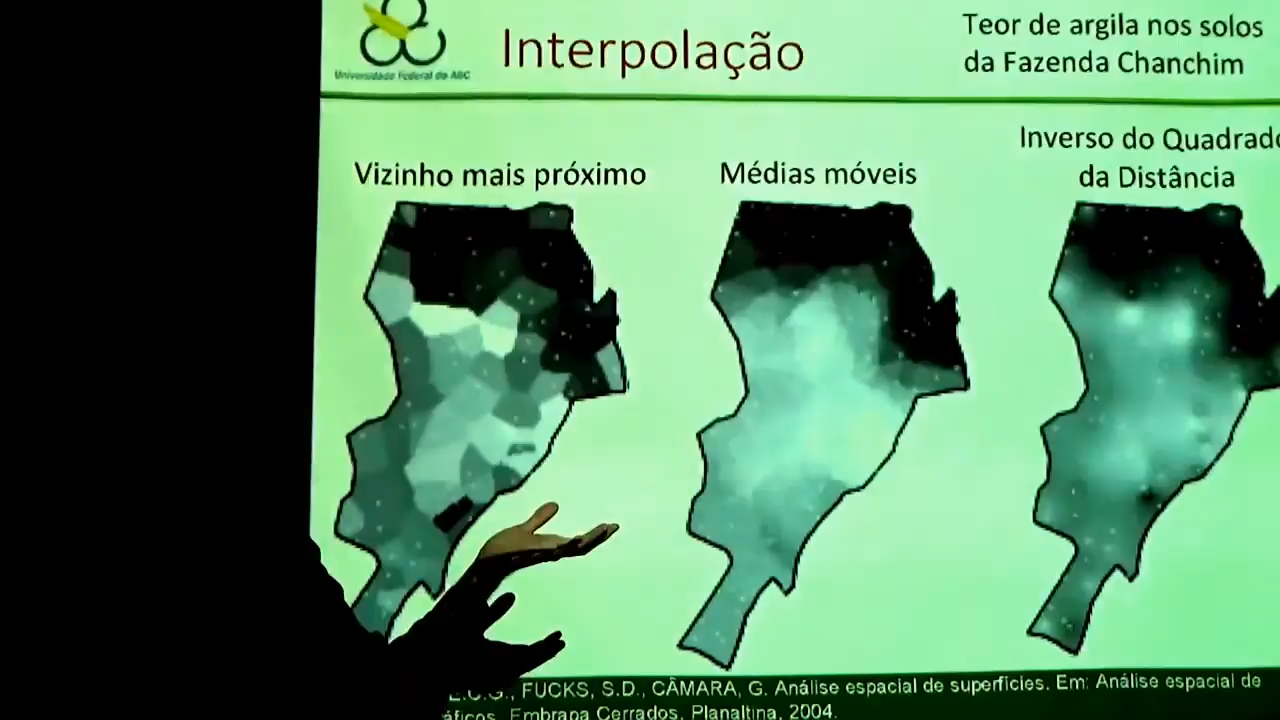 Universidade Federal do ABC
Interpolação
Teor de argila nos solos
da Fazenda Chanchim
Vizinho mais próximo
Médias móveis
Inverso do Quadrado
da Distância
FUCKS, S.D., CÂMARA, G. Análise espacial de superfícies. Em: Análise espacial de
Embrapa Cerrados, Planaltina, 2004.